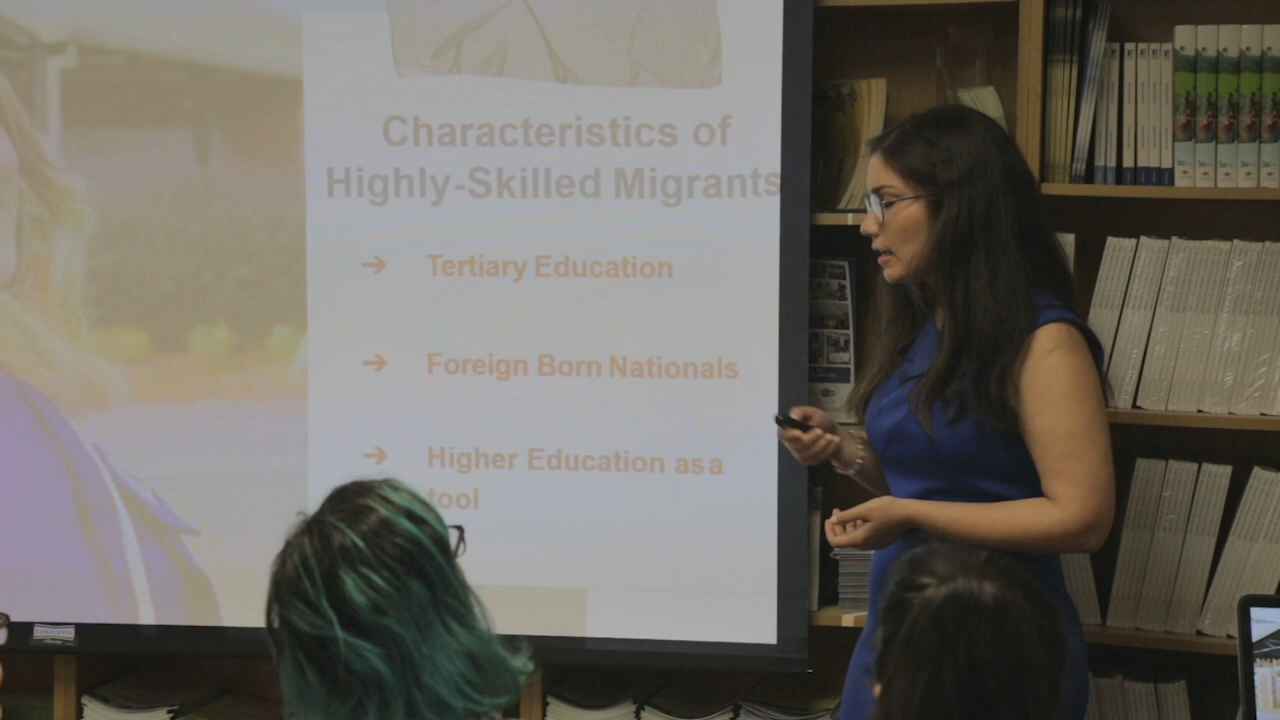 Characteristics of
Highly-Skilled Migrants
➔ Tertiary Education
➔ Foreign Born Nationals
➔ Higher Education as a
tool